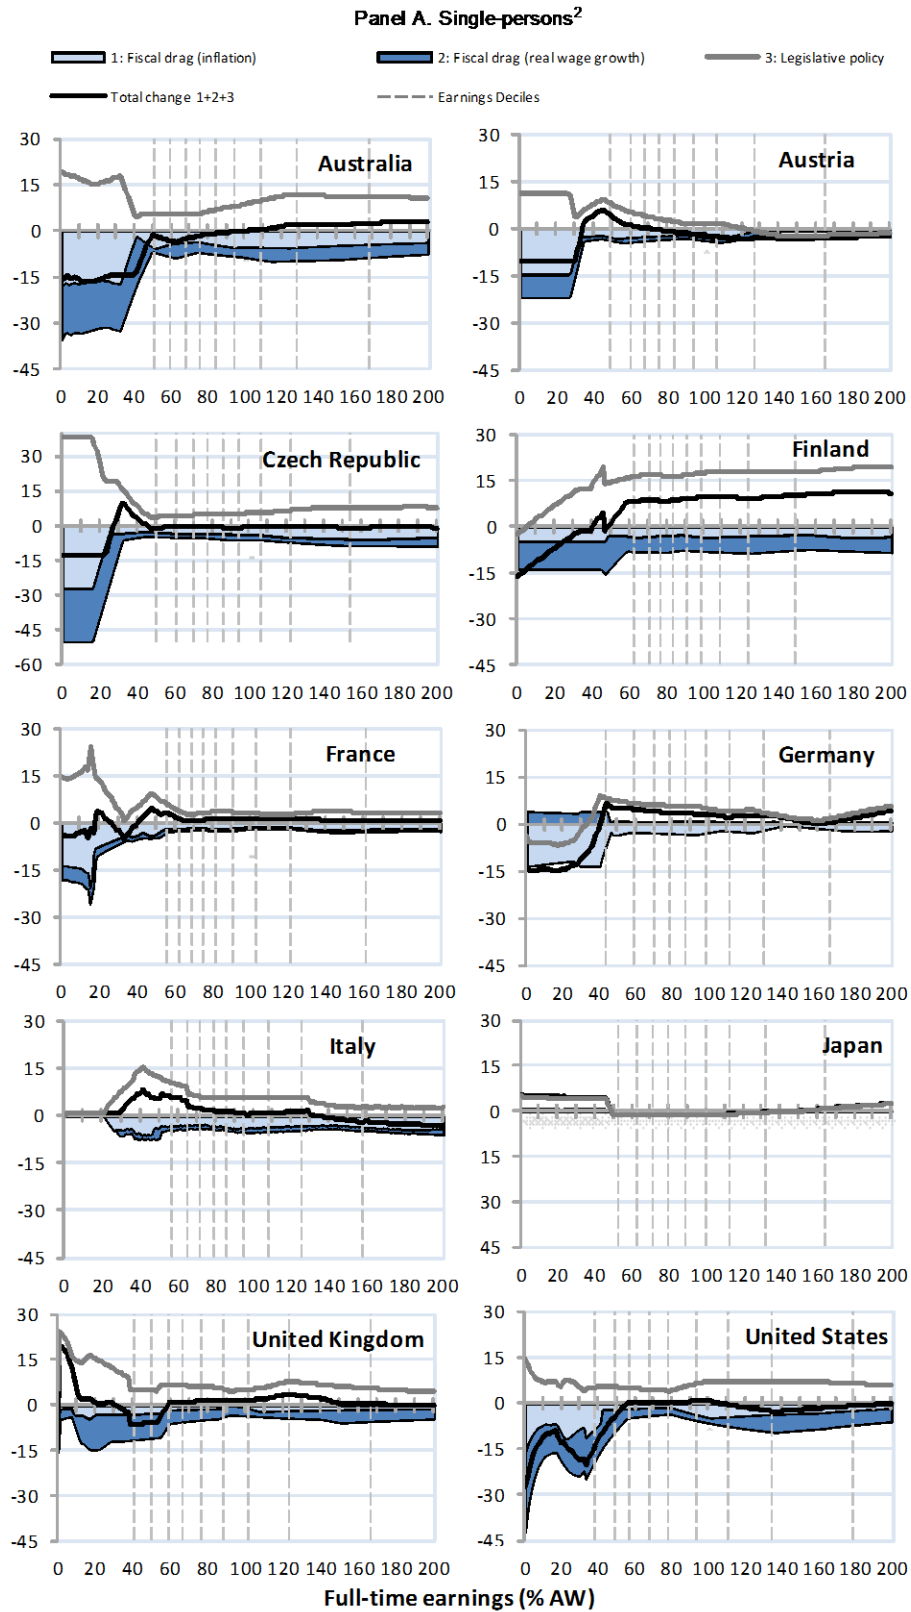 Panel A. Single-persons2
1: Fiscal drag (inflation) 2: Fiscal drag (real wage growth) 3: Legislative policy
Total change 1+2+3 Earnings Deciles
Australia
30
15
0
-15
-30
-45
0 20 40 60 80 100 120 140 160 180 200
Austria
30
15
0
-15
-30
-45
0 20 40 60 80 100 120 140 160 180 200
Czech Republic
30
15
0
-15
-30
-45
-60
0 20 40 60 80 100 120 140 160 180 200
Finland
30
15
0
-15
-30
-45
0 20 40 60 80 100 120 140 160 180 200
France
30
15
0
-15
-30
-45
0 20 40 60 80 100 120 140 160 180 200
Germany
30
15
0
-15
-30
-45
0 20 40 60 80 100 120 140 160 180 200
Italy
30
15
0
-15
-30
-45
0 20 40 60 80 100 120 140 160 180 200
Japan
30
15
0
15
30
45
0 20 40 60 80 100 120 140 160 180 200
United Kingdom
30
15
0
-15
-30
-45
0 20 40 60 80 100 120 140 160 180 200
United States
30
15
0
-15
-30
-45
0 20 40 60 80 100 120 140 160 180 200
Full-time earnings (% AW)